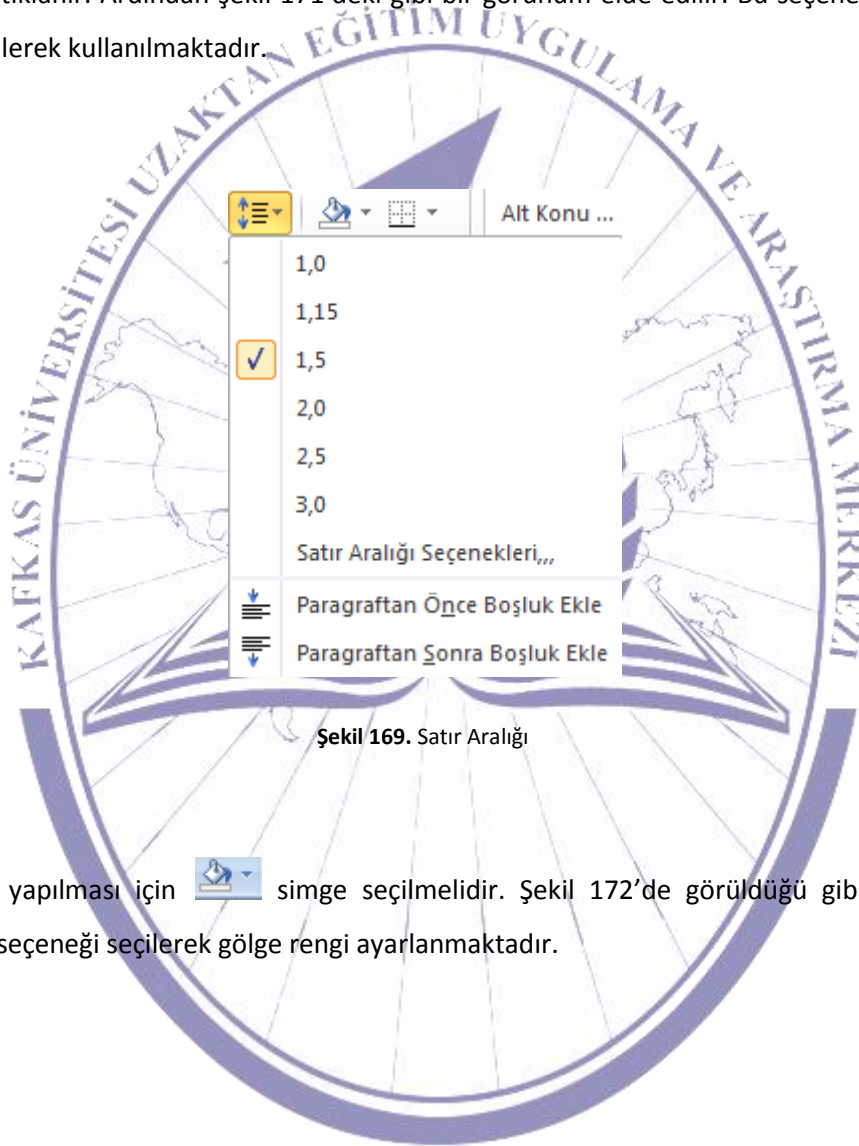 tıklanır. Ardından şekil 171'deki gibi bir görünüm elde edilir. Bu seçene
ilerek kullanılmaktadır.
KAFKAS ÜNİVERSİTESİ UZAKTAN EĞİTİM UYGULAMA VE ARAŞTIRMA MERKEZİ
Alt Konu ...
1,0
1,15
1,5
2,0
2,5
3,0
Satır Aralığı Seçenekleri,,,
Paragraftan Önce Boşluk Ekle
Paragraftan Sonra Boşluk Ekle
Şekil 169. Satır Aralığı
yapılması için simge seçilmelidir. Şekil 172'de görüldüğü gib
seçeneği seçilerek gölge rengi ayarlanmaktadır.